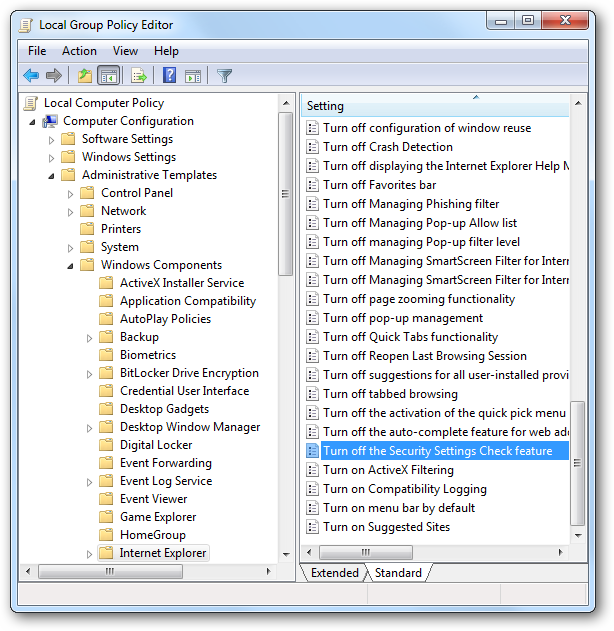 Local Group Policy Editor
File Action View Help
Local Computer Policy
Computer Configuration
Software Settings
Windows Settings
Administrative Templates
Control Panel
Network
Printers
System
Windows Components
ActiveX Installer Service
Application Compatibility
AutoPlay Policies
Backup
Biometrics
BitLocker Drive Encryption
Credential User Interface
Desktop Gadgets
Desktop Window Manager
Digital Locker
Event Forwarding
Event Log Service
Event Viewer
Game Explorer
HomeGroup
Internet Explorer
Setting
Turn off configuration of window reuse
Turn off Crash Detection
Turn off displaying the Internet Explorer Help M
Turn off Favorites bar
Turn off Managing Phishing filter
Turn off managing Pop-up Allow list
Turn off managing Pop-up filter level
Turn off Managing SmartScreen Filter for Inter
Turn off Managing SmartScreen Filter for Inter
Turn off page zooming functionality
Turn off pop-up management
Turn off Quick Tabs functionality
Turn off Reopen Last Browsing Session
Turn off suggestions for all user-installed provi
Turn off tabbed browsing
Turn off the activation of the quick pick menu
Turn off the auto-complete feature for web add
Turn off the Security Settings Check feature
Turn on ActiveX Filtering
Turn on Compatibility Logging
Turn on menu bar by default
Turn on Suggested Sites
Extended Standard